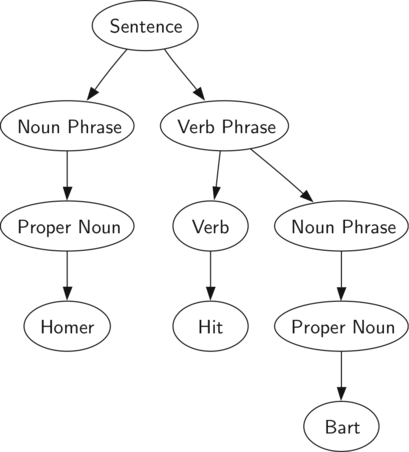 Sentence
Noun Phrase
Verb Phrase
Proper Noun
Verb
Noun Phrase
Homer
Hit
Proper Noun
Bart